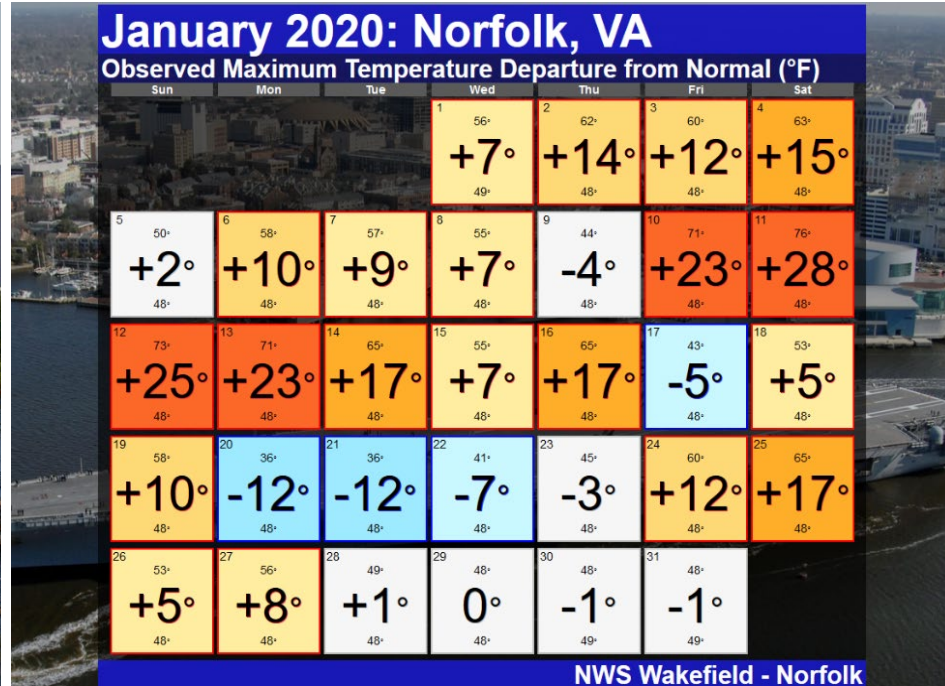 January 2020: Norfolk, VA
Observed Maximum Temperature Departure from Normal (°F)
Sun Mon Tue Wed Thu Fri Sat
1 2 3 4
56° 62° 60° 63°
+7° +14° +12° +15°
49° 48° 48° 48°
5 6 7 8 9 10 11
50° 58° 57° 55° 44° 71° 76°
+2° +10° +9° +7° -4° +23° +28°
48° 48° 48° 48° 48° 48° 48°
12 13 14 15 16 17 18
73° 71° 65° 55° 65° 43° 53°
+25° +23° +17° +7° +17° -5° +5°
48° 48° 48° 48° 48° 48° 48°
19 20 21 22 23 24 25
58° 36° 36° 41° 45° 60° 65°
+10° -12° -12° -7° -3° +12° +17°
48° 48° 48° 48° 48° 48° 48°
26 27 28 29 30 31
53° 56° 49° 48° 48° 48°
+5° +8° +1° 0° -1° -1°
48° 48° 48° 48° 49° 49°
NWS Wakefield - Norfolk